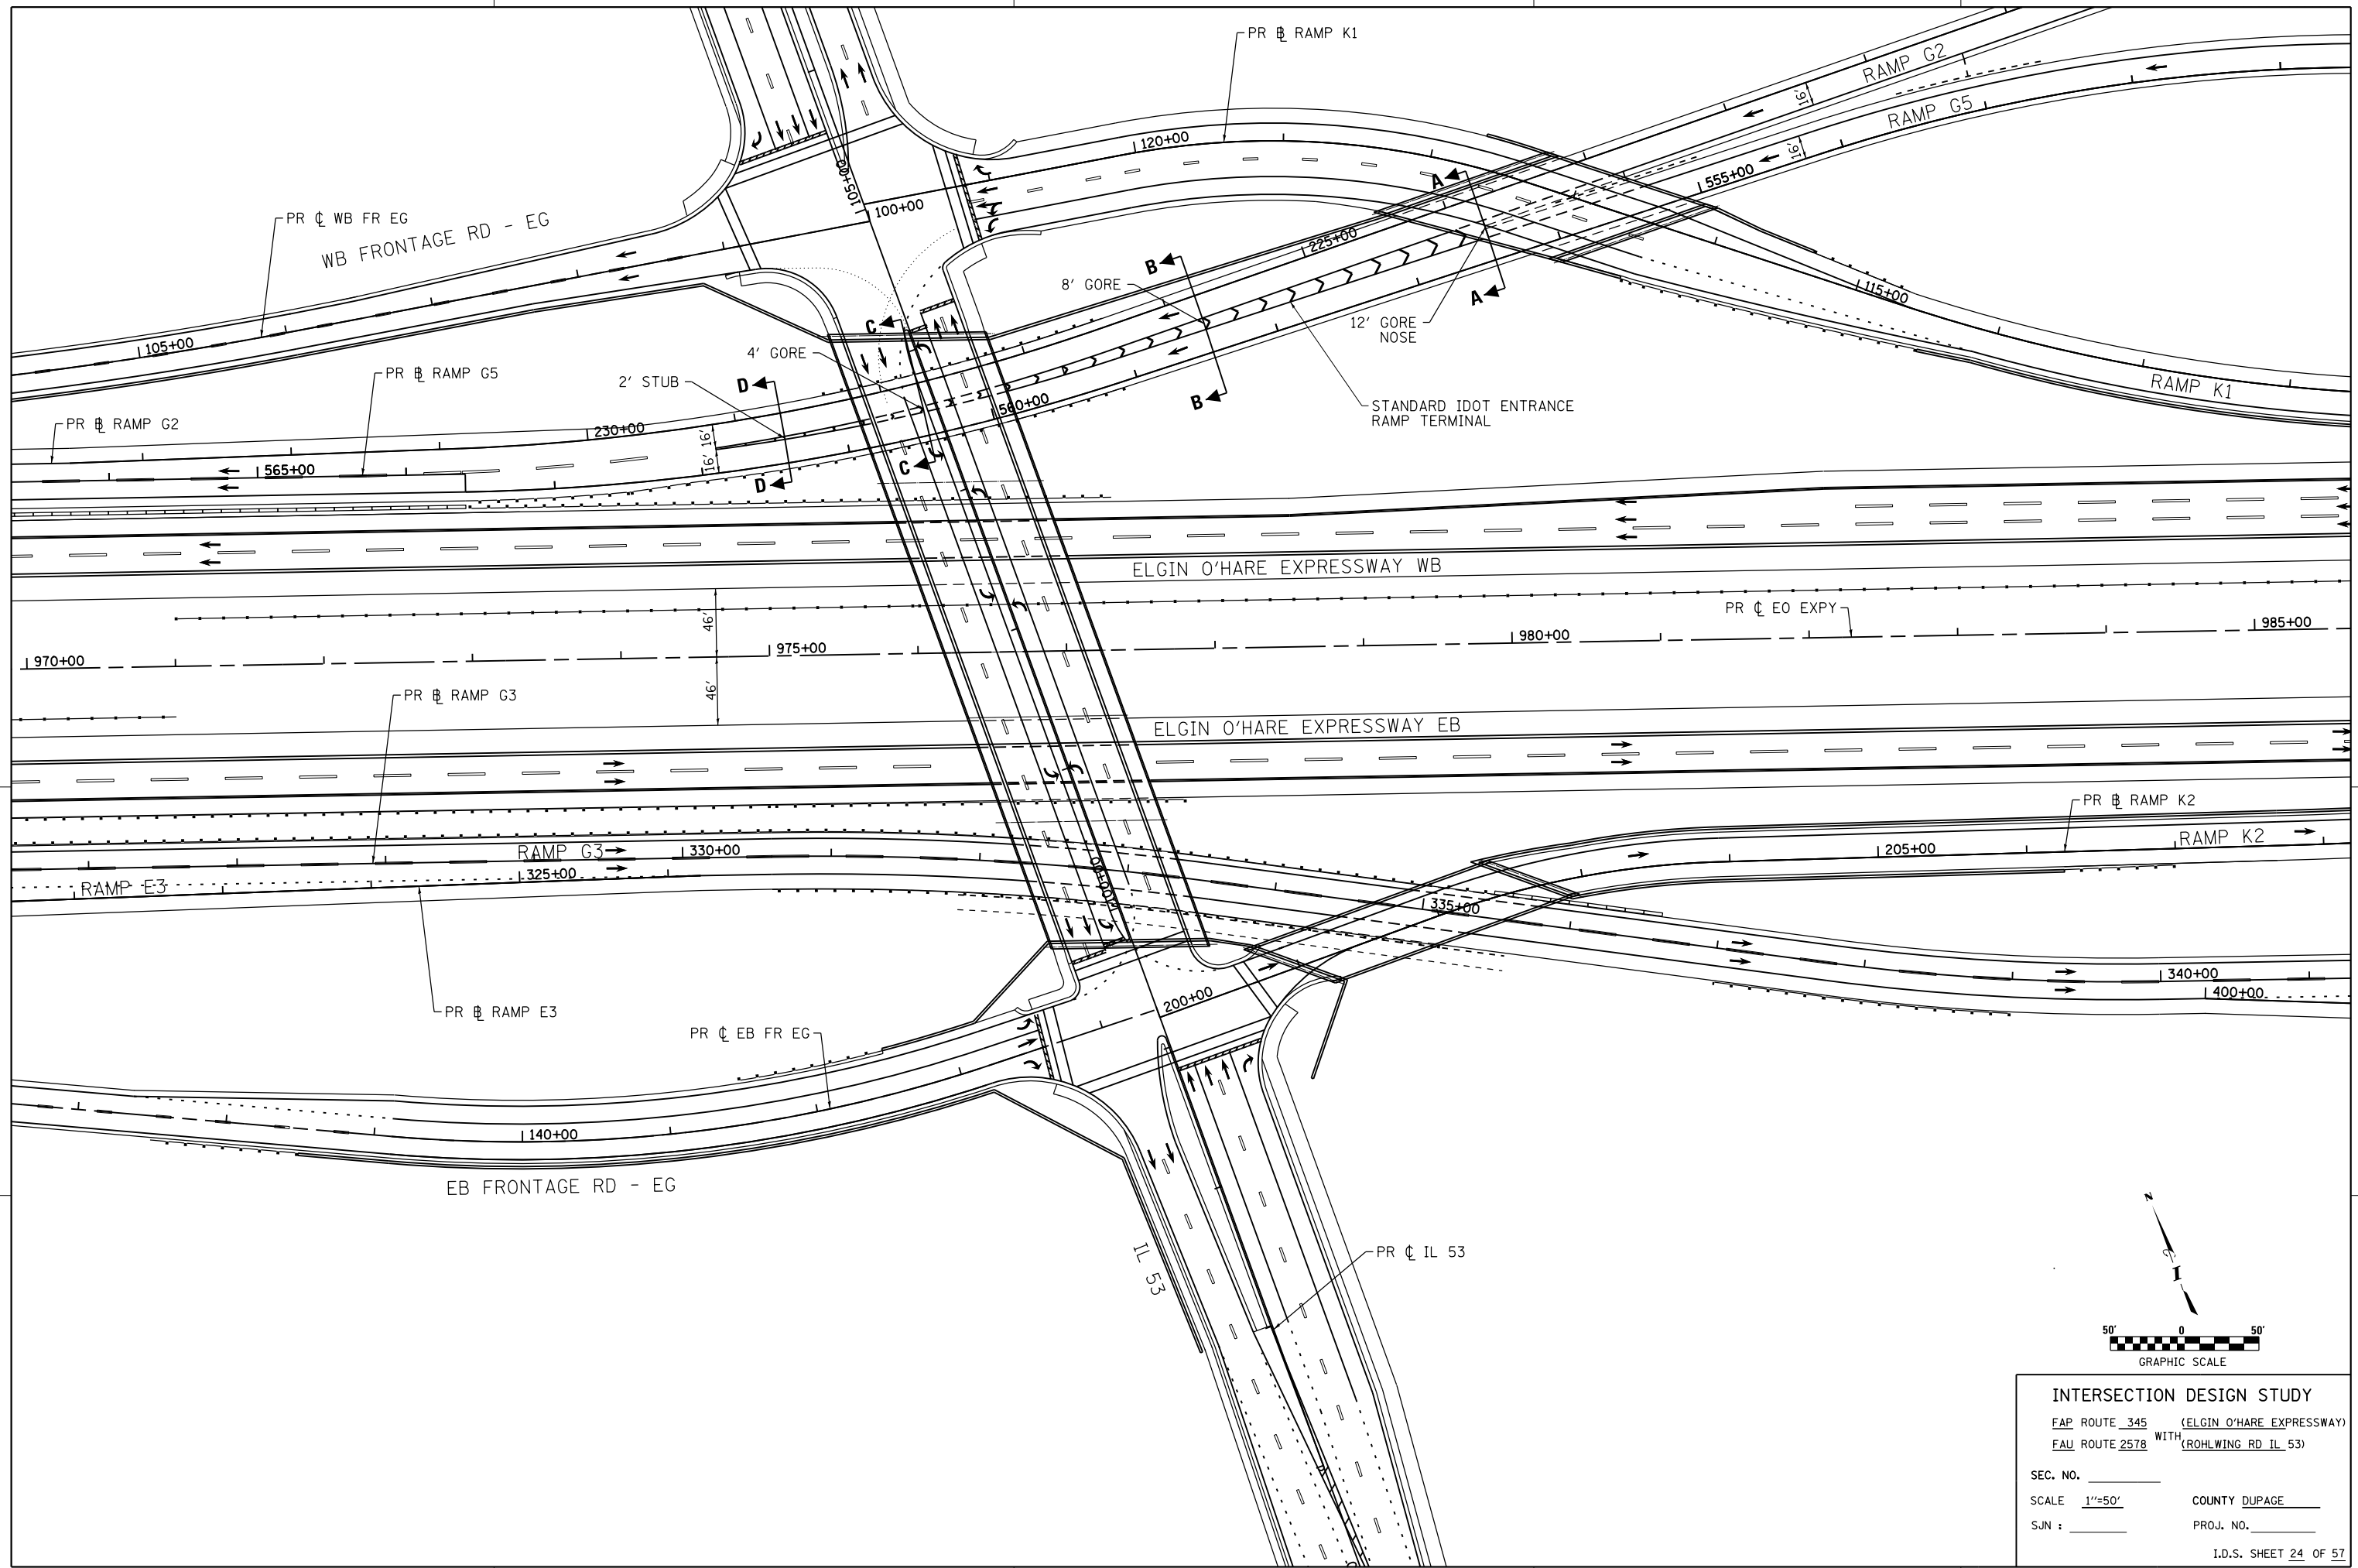 PR ⅊ RAMP K1
RAMP G2
16'
RAMP G5
16'
120+00
105+00
100+00
A
555+00
PR ℄ WB FR EG
WB FRONTAGE RD - EG
225+00
B
8' GORE
A
115+00
12' GORE
NOSE
C
105+00
4' GORE
PR ⅊ RAMP G5
2' STUB
D
RAMP K1
B
STANDARD IDOT ENTRANCE
RAMP TERMINAL
560+00
PR ⅊ RAMP G2
230+00
16' 16'
565+00
C
D
ELGIN O'HARE EXPRESSWAY WB
46'
PR ℄ EO EXPY
970+00
975+00
980+00
985+00
46'
PR ⅊ RAMP G3
ELGIN O'HARE EXPRESSWAY EB
PR ⅊ RAMP K2
RAMP G3
330+00
205+00
RAMP K2
RAMP E3
325+00
335+00
340+00
400+00
200+00
PR ⅊ RAMP E3
PR ℄ EB FR EG
140+00
EB FRONTAGE RD - EG
IL 53
PR ℄ IL 53
N
50' 0 50'
GRAPHIC SCALE
INTERSECTION DESIGN STUDY
FAP ROUTE 345 (ELGIN O'HARE EXPRESSWAY)
WITH
FAU ROUTE 2578 (ROHLWING RD IL 53)
SEC. NO.
SCALE 1''=50' COUNTY DUPAGE
SJN : PROJ. NO.
I.D.S. SHEET 24 OF 57